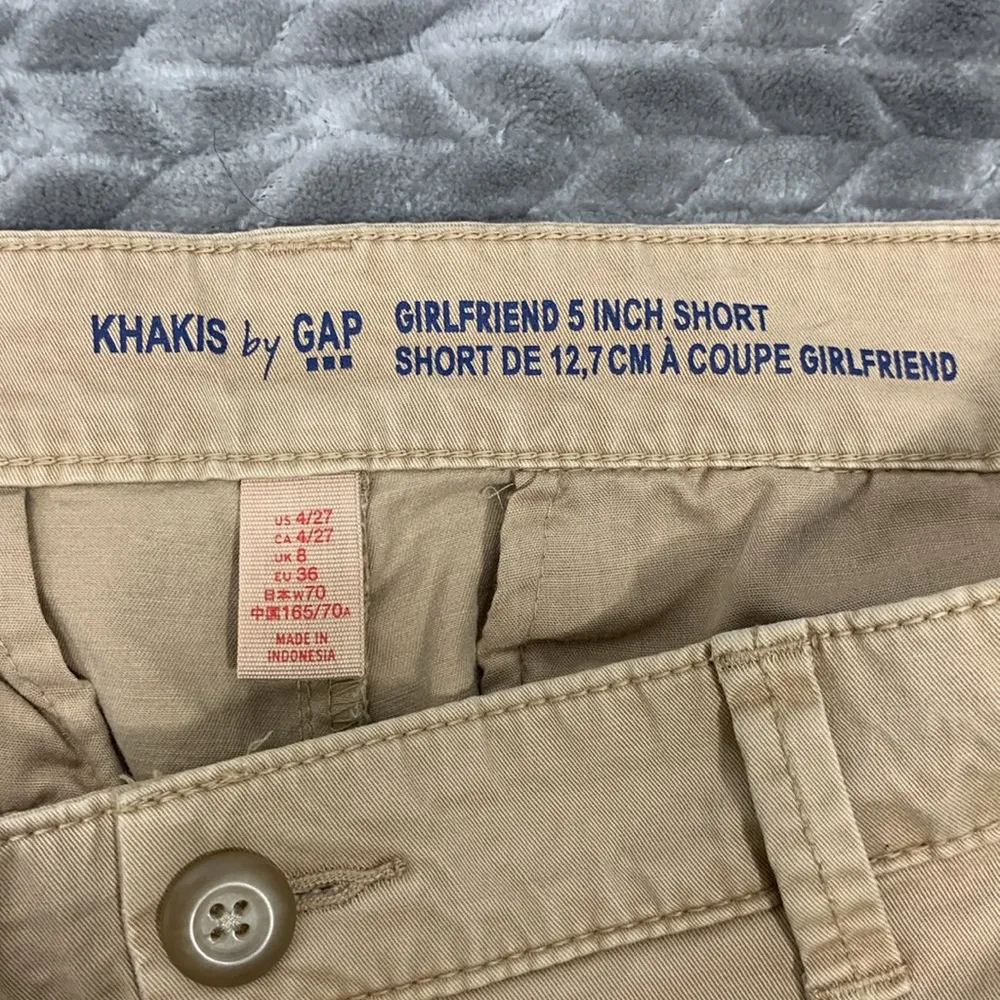 KHAKIS by GAP
GIRLFRIEND 5 INCH SHORT
SHORT DE 12,7 CM À COUPE GIRLFRIEND
US 4/27
CA 4/27
UK 8
EU 36
日本 W70
中国 165/70A
MADE IN
INDONESIA